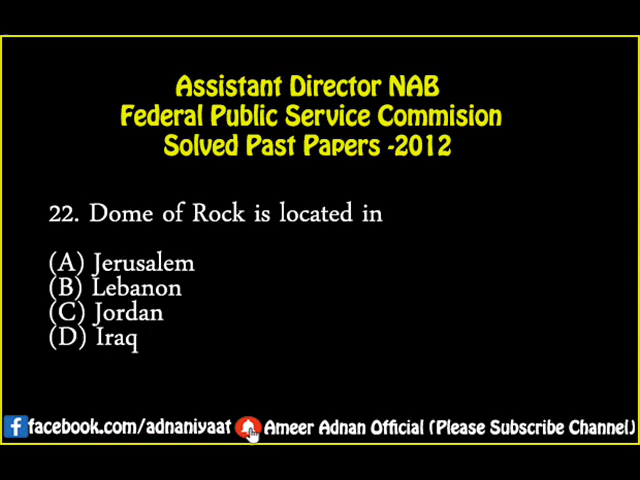 Assistant Director NAB
Federal Public Service Commision
Solved Past Papers -2012
22. Dome of Rock is located in
(A) Jerusalem
(B) Lebanon
(C) Jordan
(D) Iraq
facebook.com/adnaniyaat Ameer Adnan Official (Please Subscribe Channel)